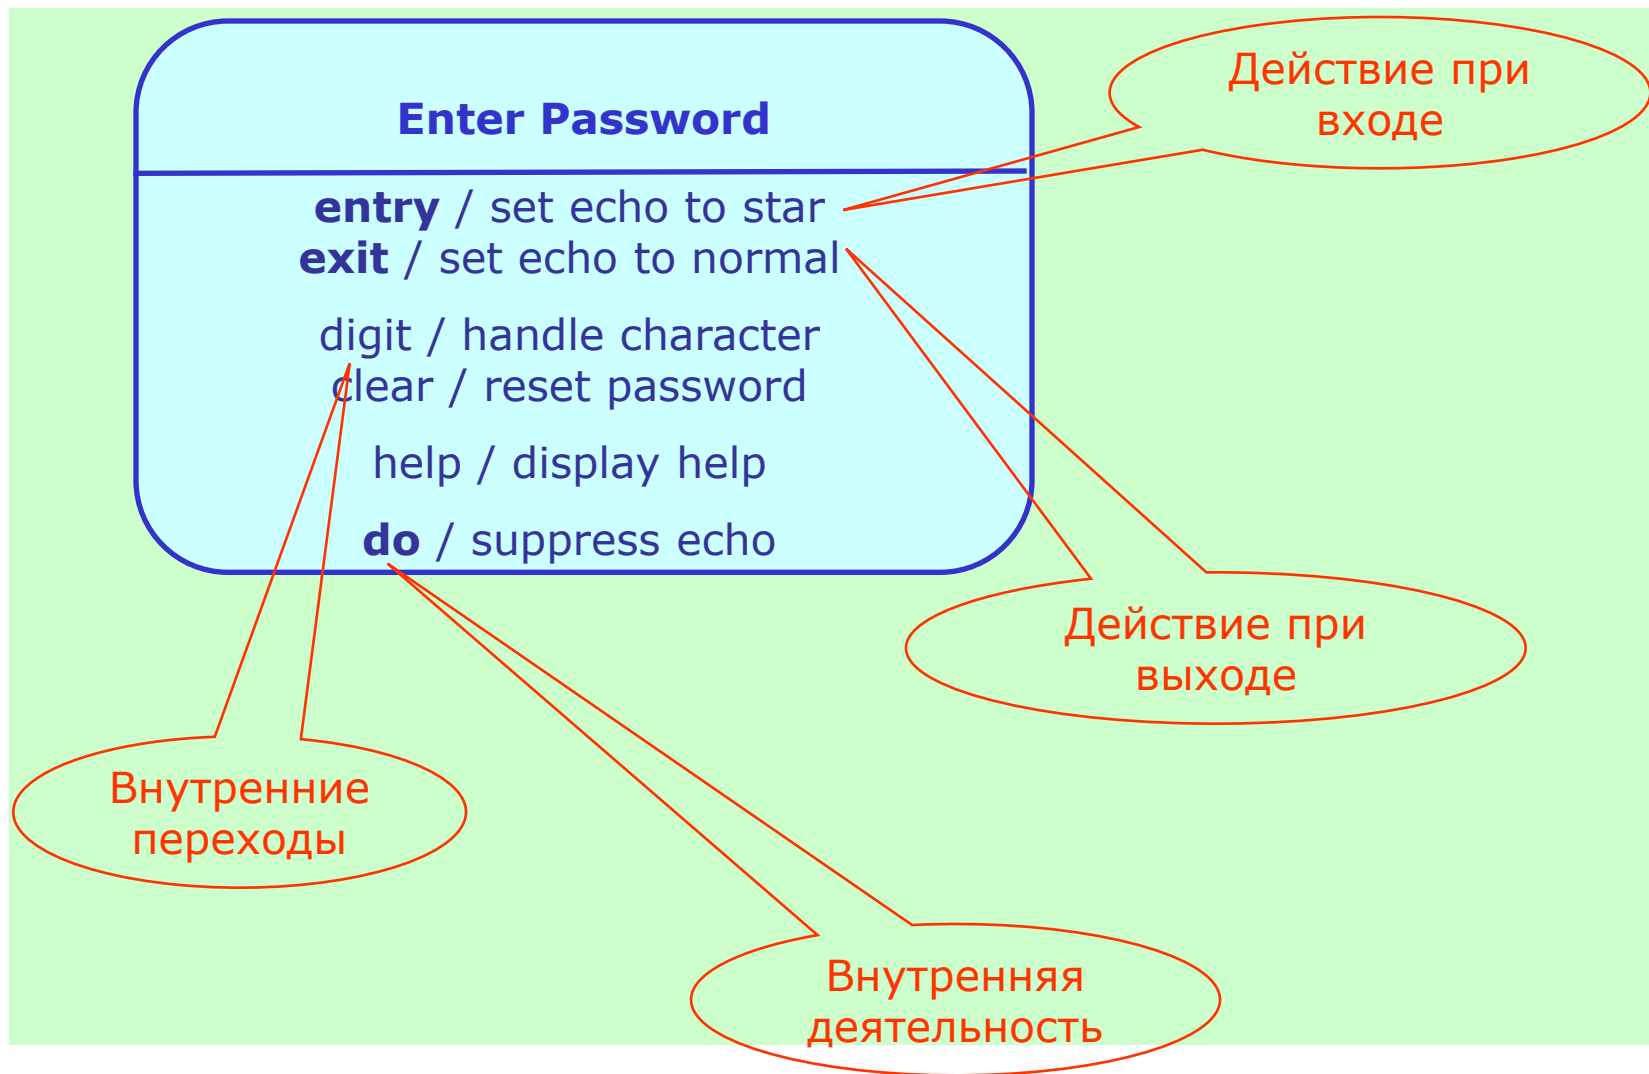 Enter Password
entry / set echo to star
exit / set echo to normal
digit / handle character
clear / reset password
help / display help
do / suppress echo
Действие при
входе
Действие при
выходе
Внутренние
переходы
Внутренняя
деятельность